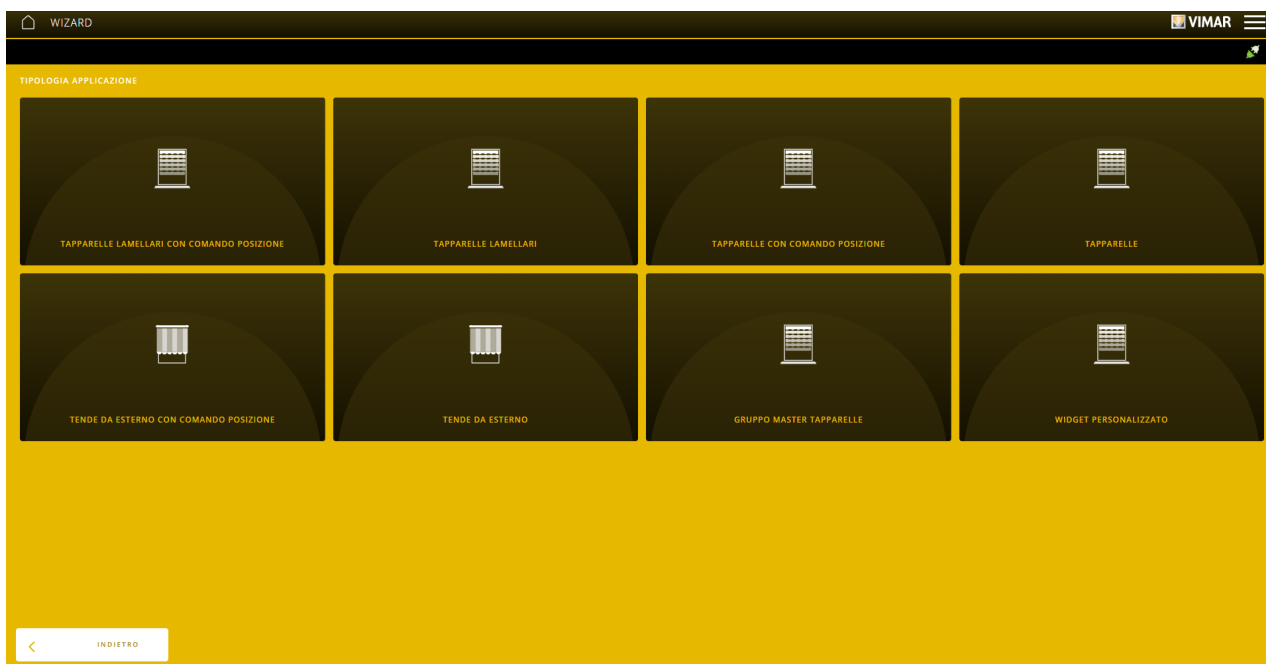 WIZARD
VIMAR
TIPOLOGIA APPLICAZIONE
TAPPARELLE LAMELLARI CON COMANDO POSIZIONE
TAPPARELLE LAMELLARI
TAPPARELLE CON COMANDO POSIZIONE
TAPPARELLE
TENDE DA ESTERNO CON COMANDO POSIZIONE
TENDE DA ESTERNO
GRUPPO MASTER TAPPARELLE
WIDGET PERSONALIZZATO
INDIETRO